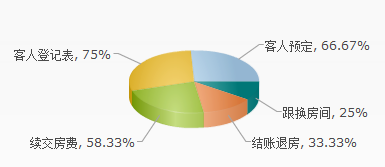 客人预定, 66.67%
客人登记表, 75%
跟换房间, 25%
续交房费, 58.33%
结账退房, 33.33%